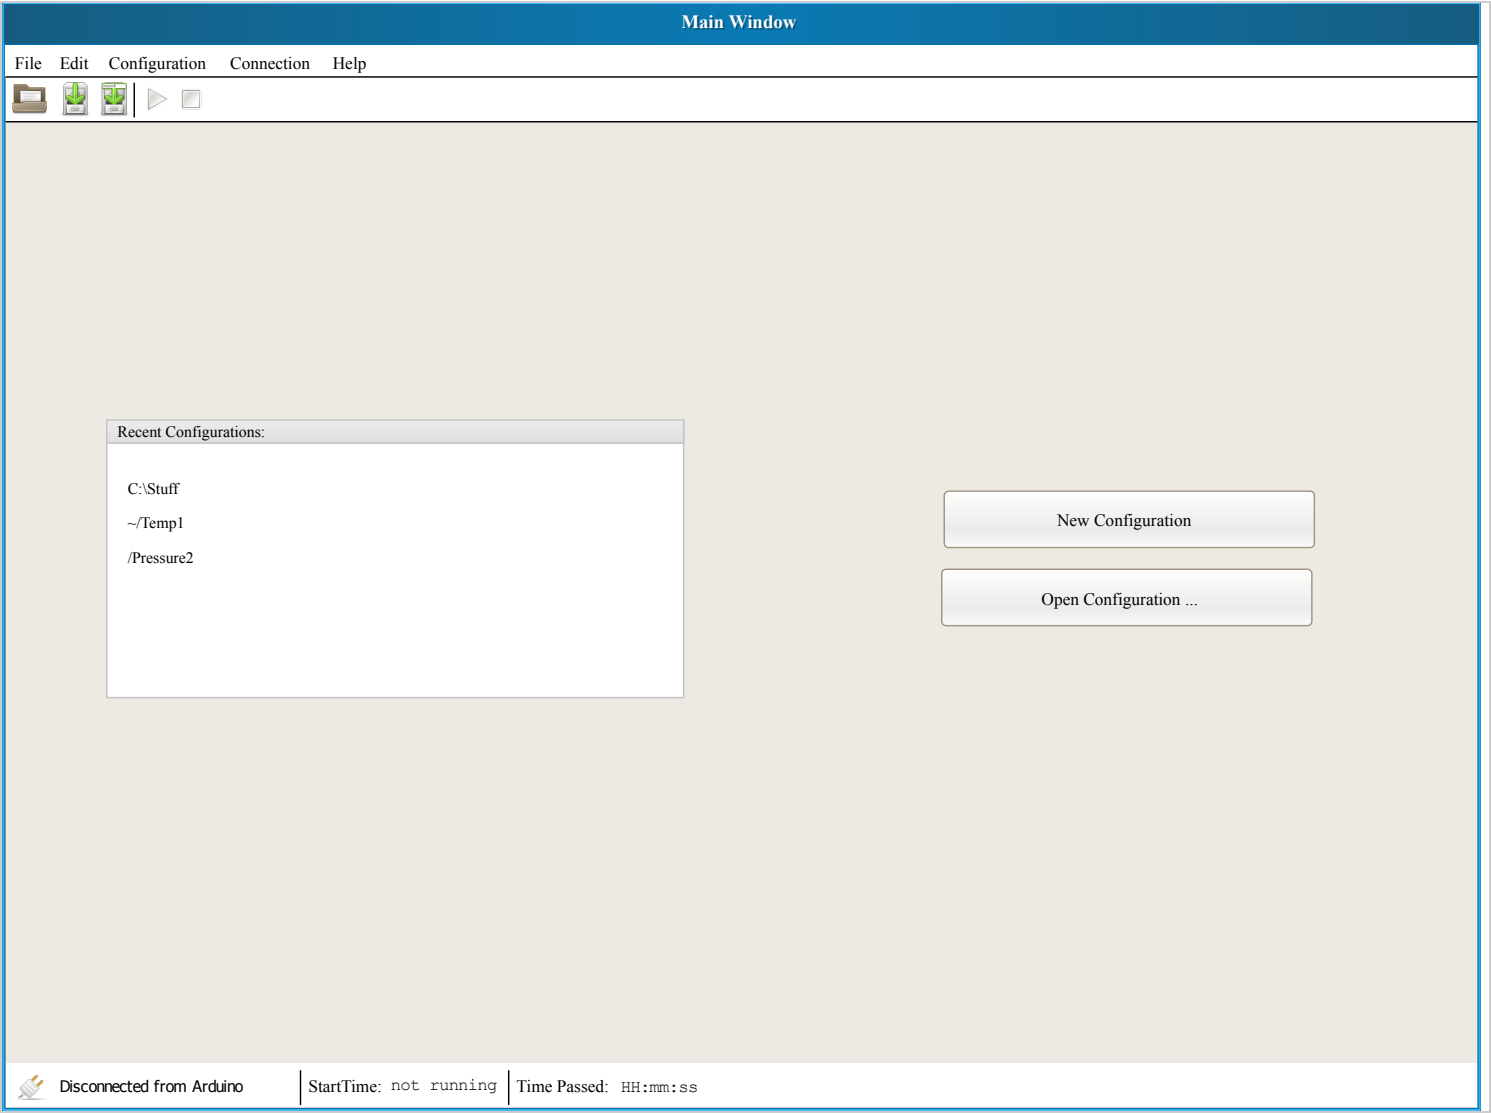 Main Window
File Edit Configuration Connection Help
Recent Configurations:
C:\Stuff
~/Temp1
/Pressure2
New Configuration
Open Configuration ...
Disconnected from Arduino StartTime: not running Time Passed: HH:mm:ss